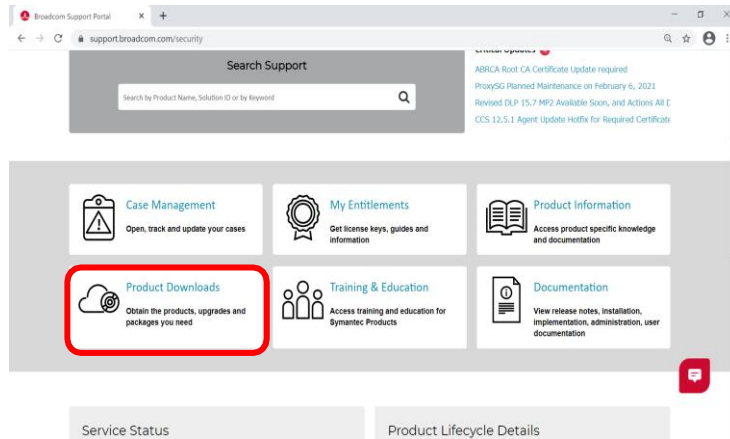 Broadcom Support Portal
support.broadcom.com/security
Critical Updates
Search Support
ABRCA Root CA Certificate Update required
ProxySG Planned Maintenance on February 6, 2021
Search by Product Name, Solution ID or by Keyword
Revised DLP 15.7 MP2 Available Soon, and Actions All D
CCS 12.5.1 Agent Update Hotfix for Required Certificate
Case Management
Open, track and update your cases
My Entitlements
Get license keys, guides and
information
Product Information
Access product specific knowledge
and documentation
Product Downloads
Obtain the products, upgrades and
packages you need
Training & Education
Access training and education for
Symantec Products
Documentation
View release notes, installation,
implementation, administration, user
documentation
Service Status
Product Lifecycle Details